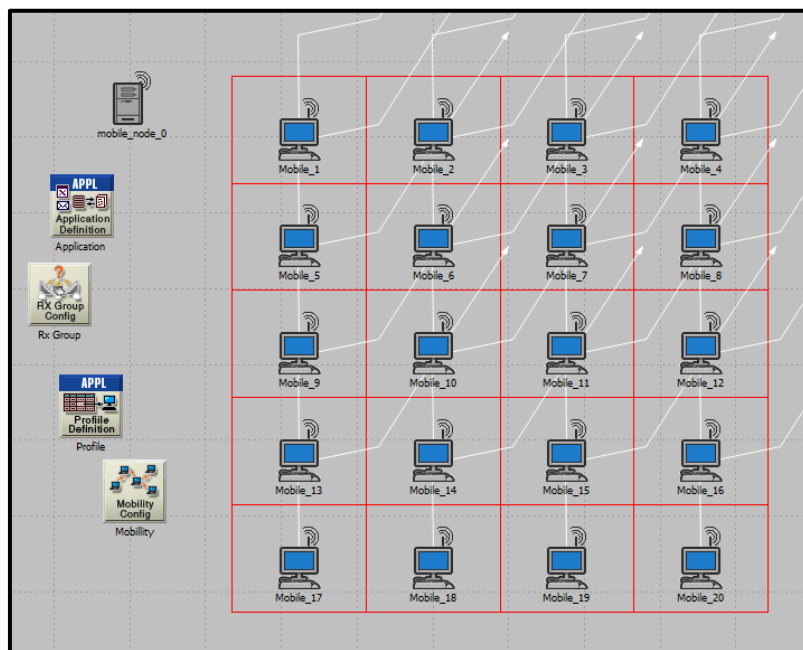 mobile_node_0
Mobile_1
Mobile_2
Mobile_3
Mobile_4
APPL
Application
Definition
Application
Mobile_5
Mobile_6
Mobile_7
Mobile_8
RX Group
Config
Rx Group
Mobile_9
Mobile_10
Mobile_11
Mobile_12
APPL
Profile
Definition
Profile
Mobile_13
Mobile_14
Mobile_15
Mobile_16
Mobility
Config
Mobillity
Mobile_17
Mobile_18
Mobile_19
Mobile_20